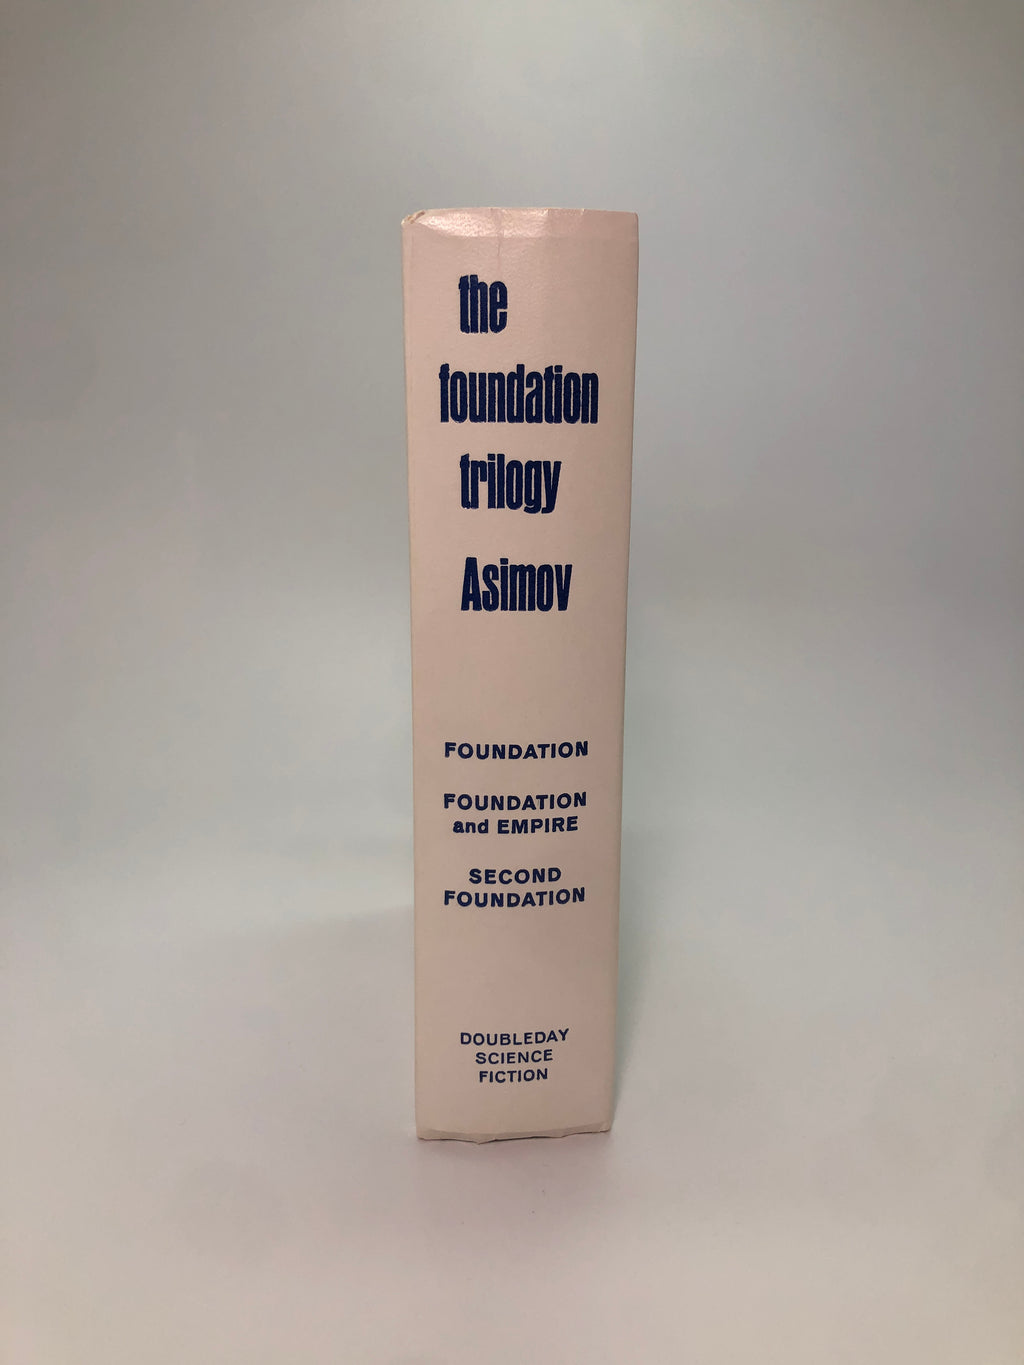 the
foundation
trilogy
Asimov
FOUNDATION
FOUNDATION
and EMPIRE
SECOND
FOUNDATION
DOUBLEDAY
SCIENCE
FICTION